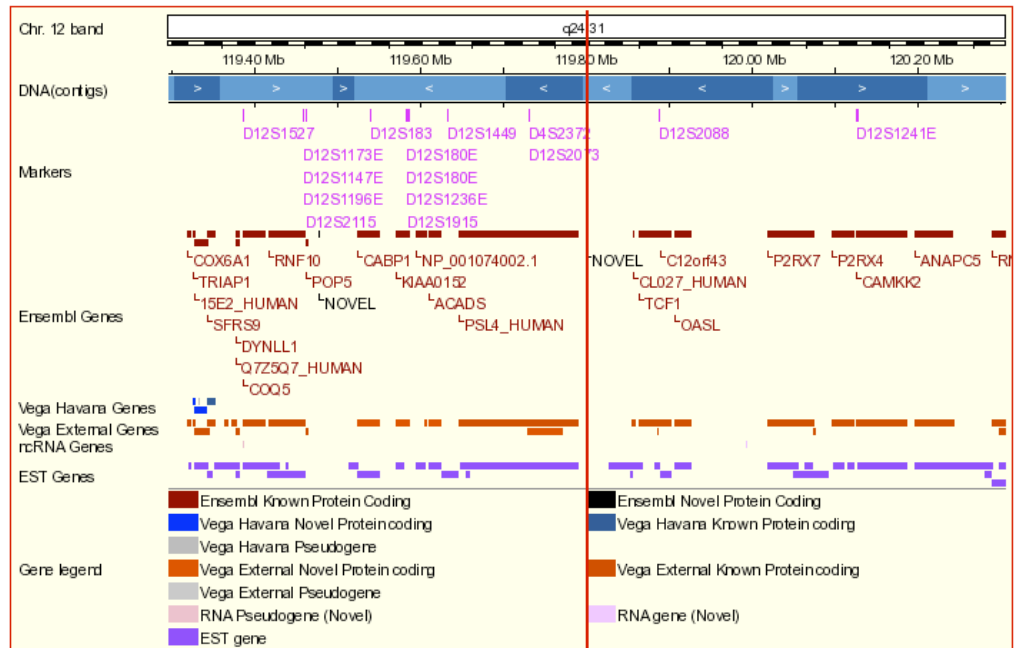 Chr. 12 band q24.31
119.40 Mb 119.60 Mb 119.80 Mb 120.00 Mb 120.20 Mb
DNA(contigs) > > > < < < < > > >
D12S1527 D12S183 D12S1449 D4S2372 D12S2088 D12S1241E
D12S1173E D12S180E D12S2073
Markers
D12S1147E D12S180E
D12S1196E D12S1236E
D12S2115 D12S1915
COX6A1 RNF10 CABP1 NP_001074002.1 NOVEL C12orf43 P2RX7 P2RX4 ANAPC5
TRIAP1 POP5 KIAA0152 CL027_HUMAN CAMKK2
15E2_HUMAN NOVEL ACADS TCF1
Ensembl Genes
SFRS9 PSL4_HUMAN OASL
DYNLL1
Q7Z5Q7_HUMAN
COQ5
Vega Havana Genes
Vega External Genes
ncRNA Genes
EST Genes
Ensembl Known Protein Coding Ensembl Novel Protein Coding
Vega Havana Novel Protein coding Vega Havana Known Protein coding
Vega Havana Pseudogene
Gene legend Vega External Novel Protein coding Vega External Known Protein coding
Vega External Pseudogene
RNA Pseudogene (Novel) RNA gene (Novel)
EST gene